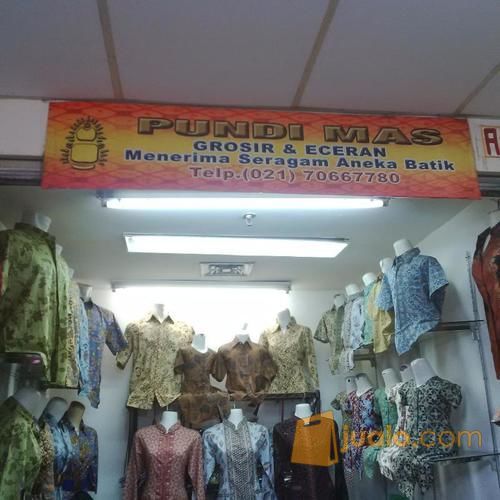 PUNDI MAS
GROSIR & ECERAN
Menerima Seragam Aneka Batik
Telp.(021) 70667780
jualo.com